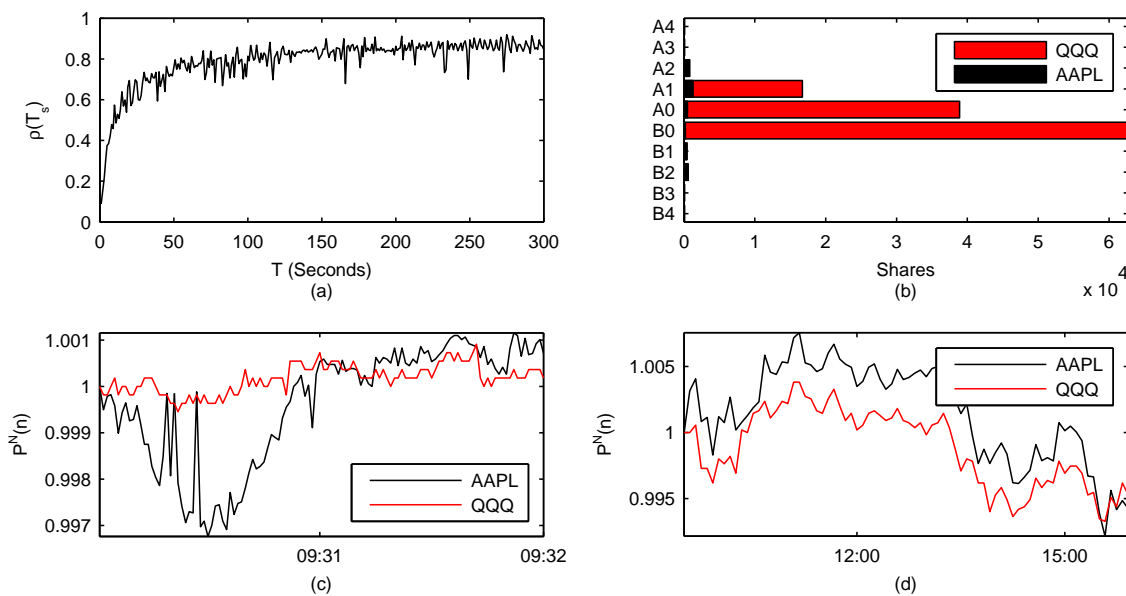 1
0.8
0.6
0.4
0.2
0
ρ(T_s)
0 50 100 150 200 250 300
T (Seconds)
(a)
A4
A3
A2
A1
A0
B0
B1
B2
B3
B4
QQQ
AAPL
0 1 2 3 4 5 6
Shares
x 10^4
(b)
1.001
1
0.999
0.998
0.997
P^N(n)
AAPL
QQQ
09:31 09:32
(c)
1.005
1
0.995
P^N(n)
AAPL
QQQ
12:00 15:00
(d)